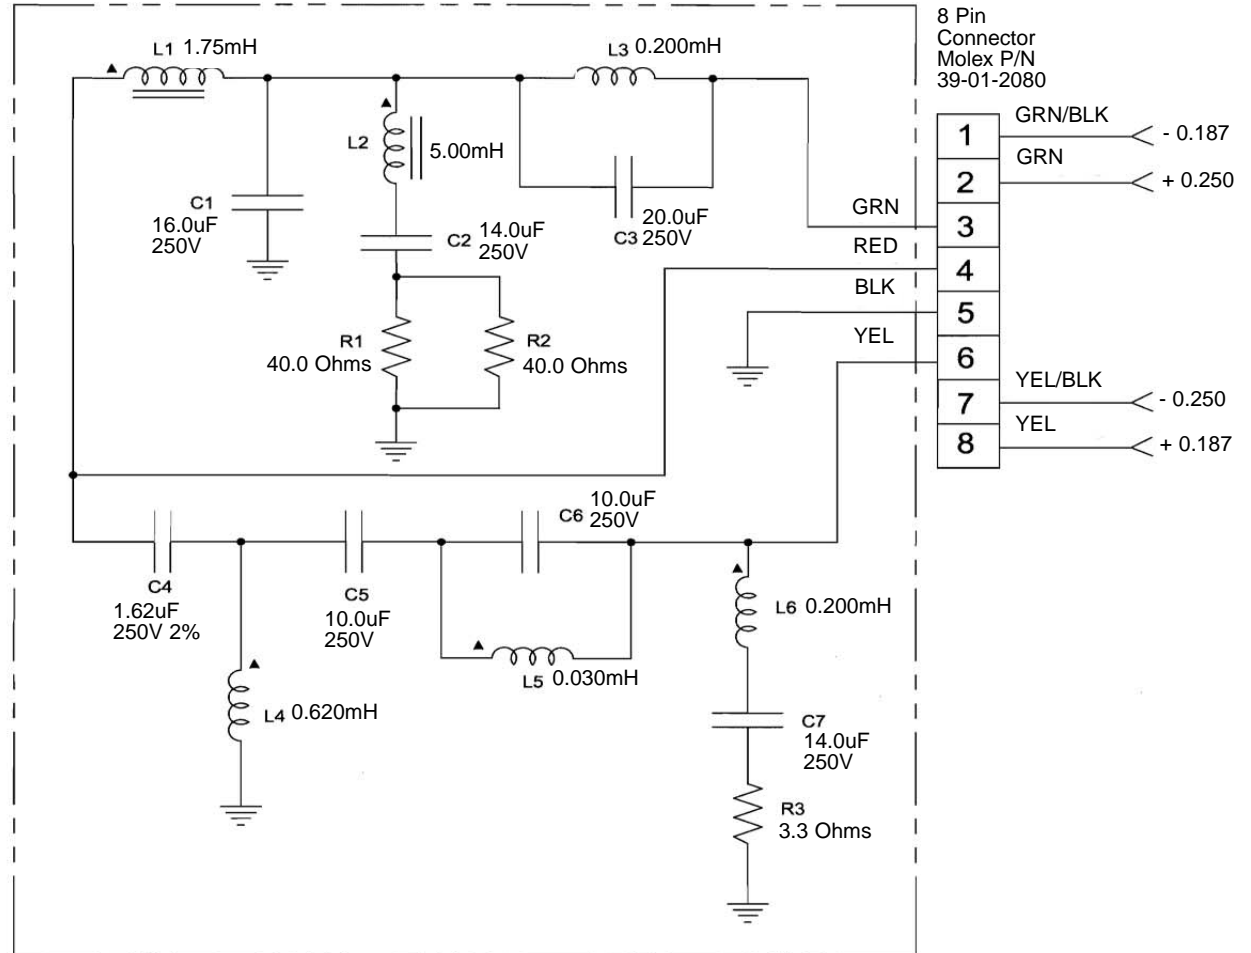 8 Pin
Connector
Molex P/N
39-01-2080
L1 1.75mH
L3 0.200mH
GRN/BLK
1
- 0.187
GRN
2
+ 0.250
L2
5.00mH
C1
16.0uF
250V
C2
14.0uF
250V
20.0uF
C3 250V
GRN
3
RED
4
BLK
5
YEL
6
R1
40.0 Ohms
R2
40.0 Ohms
YEL/BLK
7
- 0.250
YEL
8
+ 0.187
10.0uF
C6 250V
C4
1.62uF
250V 2%
C5
10.0uF
250V
L6 0.200mH
L5 0.030mH
L4 0.620mH
C7
14.0uF
250V
R3
3.3 Ohms